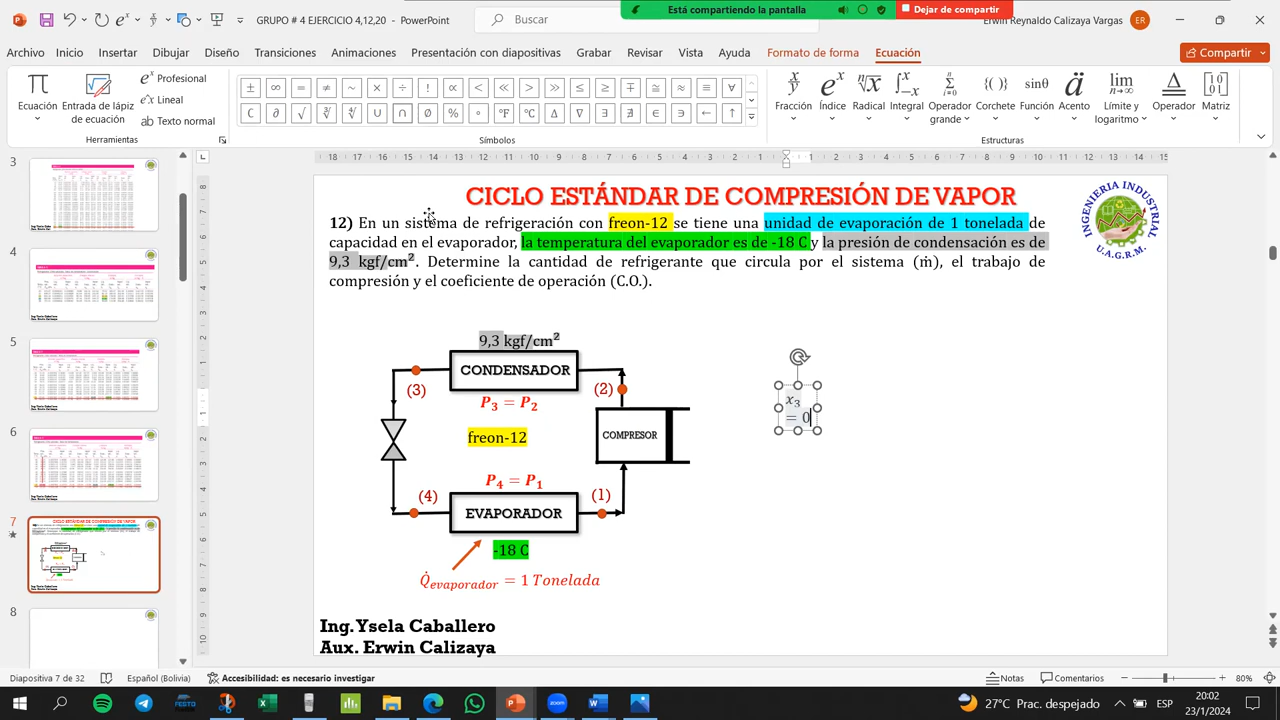 GRUPO # 4 EJERCICIO 4,12,20 - PowerPoint
Buscar
Está compartiendo la pantalla
Dejar de compartir
Erwin Reynaldo Calizaya Vargas
ER
Archivo Inicio Insertar Dibujar Diseño Transiciones Animaciones Presentación con diapositivas Grabar Revisar Vista Ayuda Formato de forma Ecuación
Compartir
Ecuación
Entrada de lápiz de ecuación
Profesional
Lineal
Texto normal
Herramientas
Símbolos
Fracción Índice Radical Integral Operador grande Corchete Función Acento Límite y logaritmo Operador Matriz
Estructuras
3
4
5
6
7
8
CICLO ESTÁNDAR DE COMPRESIÓN DE VAPOR
12) En un sistema de refrigeración con freon-12 se tiene una unidad de evaporación de 1 tonelada de
capacidad en el evaporador, la temperatura del evaporador es de -18 C y la presión de condensación es de
9,3 kgf/cm². Determine la cantidad de refrigerante que circula por el sistema (ṁ), el trabajo de
compresión y el coeficiente de operación (C.O.).
INGENIERIA INDUSTRIAL
U.A.G.R.M.
9,3 kgf/cm²
CONDENSADOR
(3)
(2)
P₃ = P₂
freon-12
COMPRESOR
x₃
= 0
P₄ = P₁
(4)
(1)
EVAPORADOR
-18 C
Q̇evaporador = 1 Tonelada
Ing. Ysela Caballero
Aux. Erwin Calizaya
Diapositiva 7 de 32
Español (Bolivia)
Accesibilidad: es necesario investigar
Notas
Comentarios
80%
27°C Prac. despejado
ESP
20:02
23/1/2024